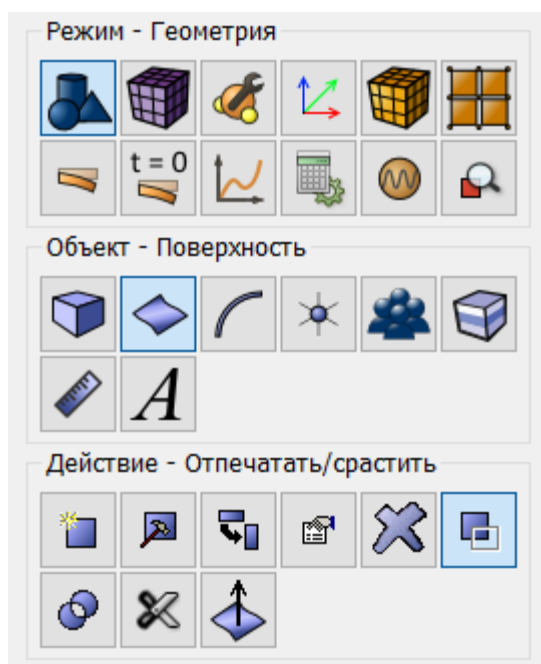 Режим - Геометрия
t = 0
Объект - Поверхность
A
Действие - Отпечатать/срастить